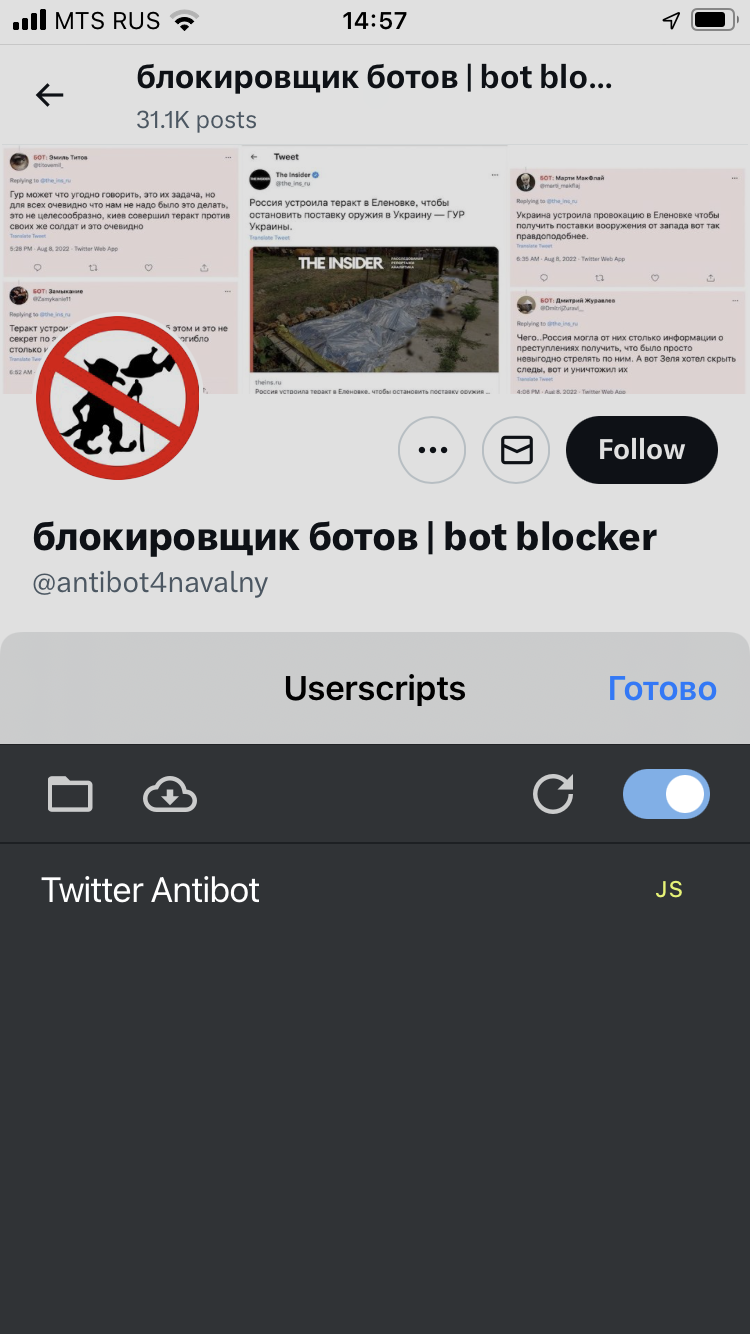 MTS RUS
14:57
блокировщик ботов | bot blo...
31.1K posts
БОТ: Эмиль Титов
Replying to @the_ins_ru
Гур может что угодно говорить, это их задача, но
для всех очевидно что нам не надо было это делать,
это не целесообразно, киев совершил теракт против
своих же солдат и это очевидно
Translate Tweet
5:26 PM · Aug 8, 2022 · Twitter Web App
БОТ: Замыкание
@Zamykanie11
Replying to @the_ins_ru
Теракт устрои
б этом и это не
секрет по
огибло
столько и
Translate Twe
6:52 AM
Tweet
The Insider
@the_ins_ru
Россия устроила теракт в Еленовке, чтобы
остановить поставку оружия в Украину — ГУР
Украины.
Translate Tweet
THE INSIDER
РАССЛЕДОВАНИЯ
РЕПОРТАЖИ
АНАЛИТИКА
theins.ru
Россия устроила теракт в Еленовке, чтобы остановить поставку оружия ...
БОТ: Марти МакФлай
@marti_makflaj
Replying to @the_ins_ru
Украина устроила провокацию в Еленовке чтобы
получить поставки вооружения от запада вот так
правдоподобнее.
Translate Tweet
6:35 AM · Aug 8, 2022 · Twitter Web App
БОТ: Дмитрий Журавлев
Replying to @the_ins_ru
Чего..Россия могла от них столько информации о
преступлениях получить, что было просто
невыгодно стрелять по ним. А вот Зеля хотел скрыть
следы, вот и уничтожил их
Translate Tweet
4:08 PM · Aug 8, 2022 · Twitter Web App
Follow
блокировщик ботов | bot blocker
@antibot4navalny
Userscripts
Готово
Twitter Antibot
JS